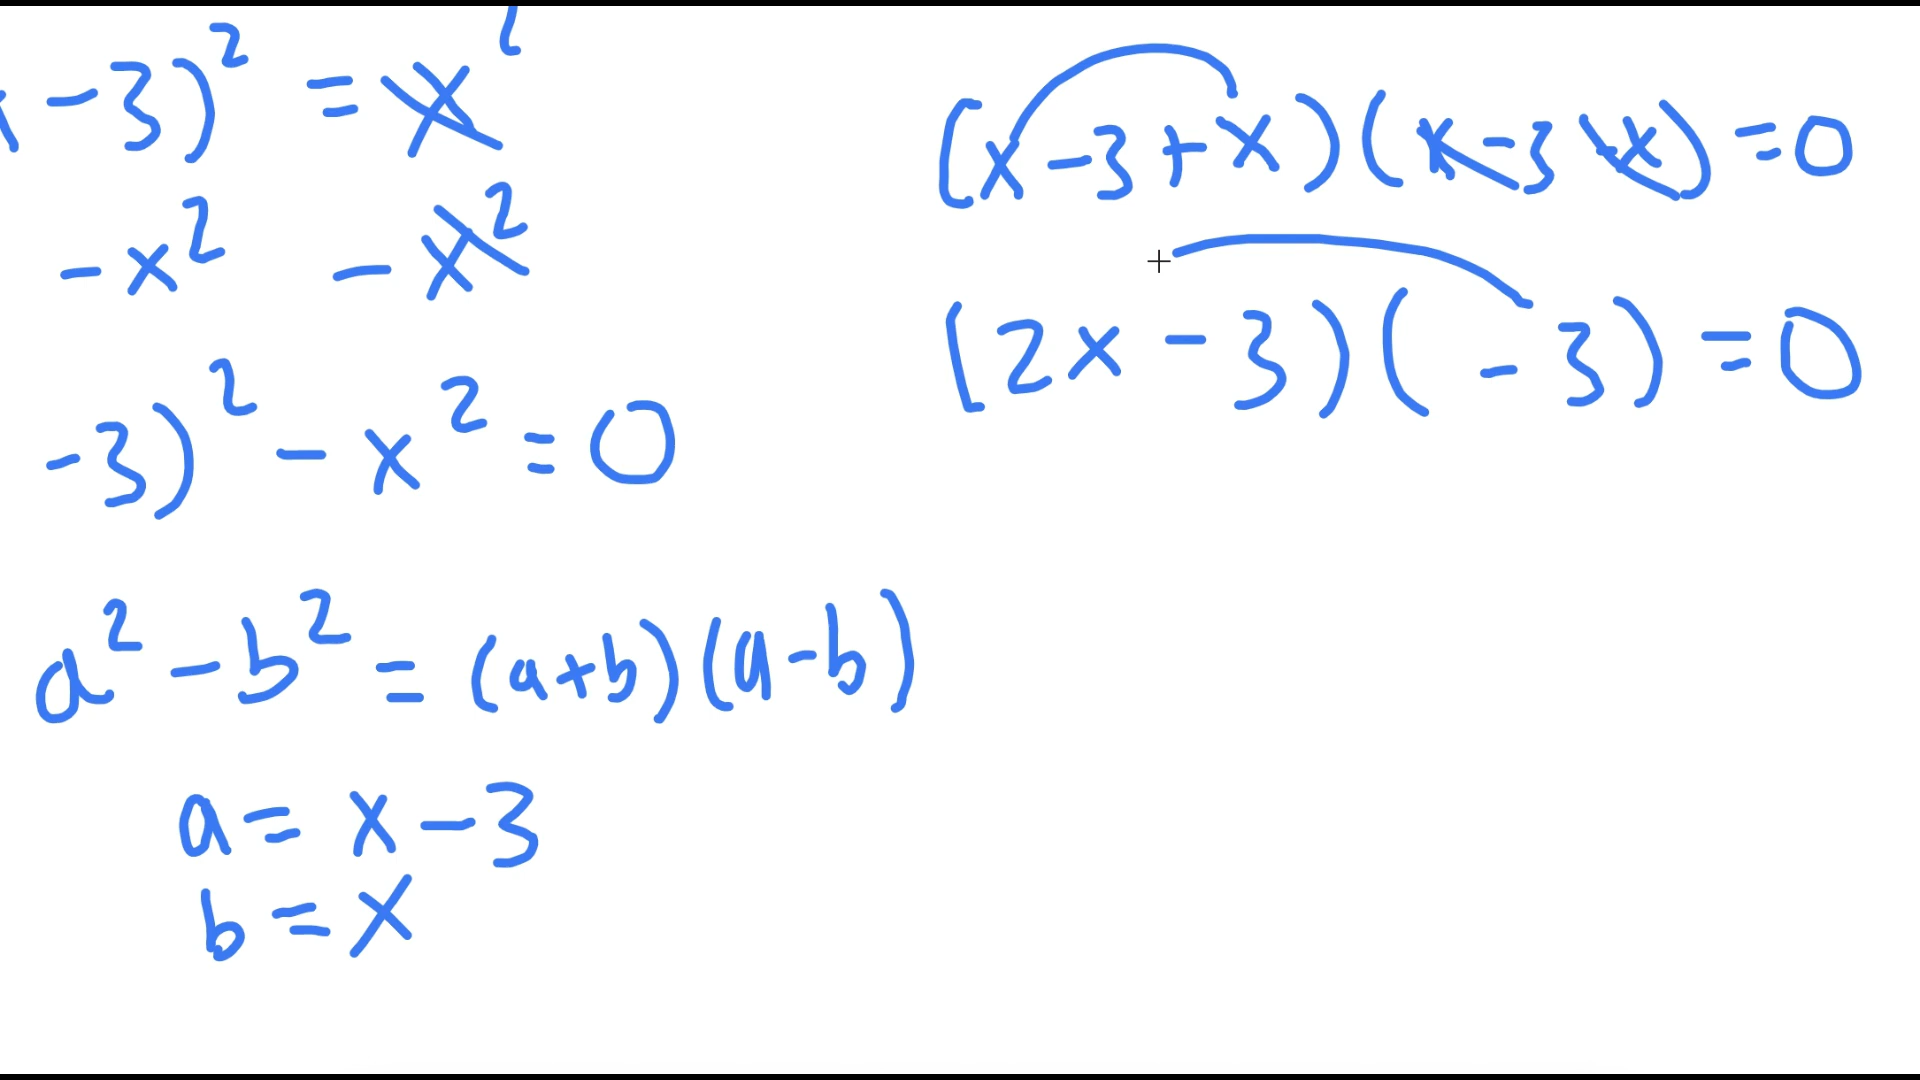 x - 3)² = x²
- x² - x²
- 3)² - x² = 0
a² - b² = (a+b)(a-b)
a = x - 3
b = x
(x - 3 + x)(x - 3 - x) = 0
(2x - 3)(-3) = 0